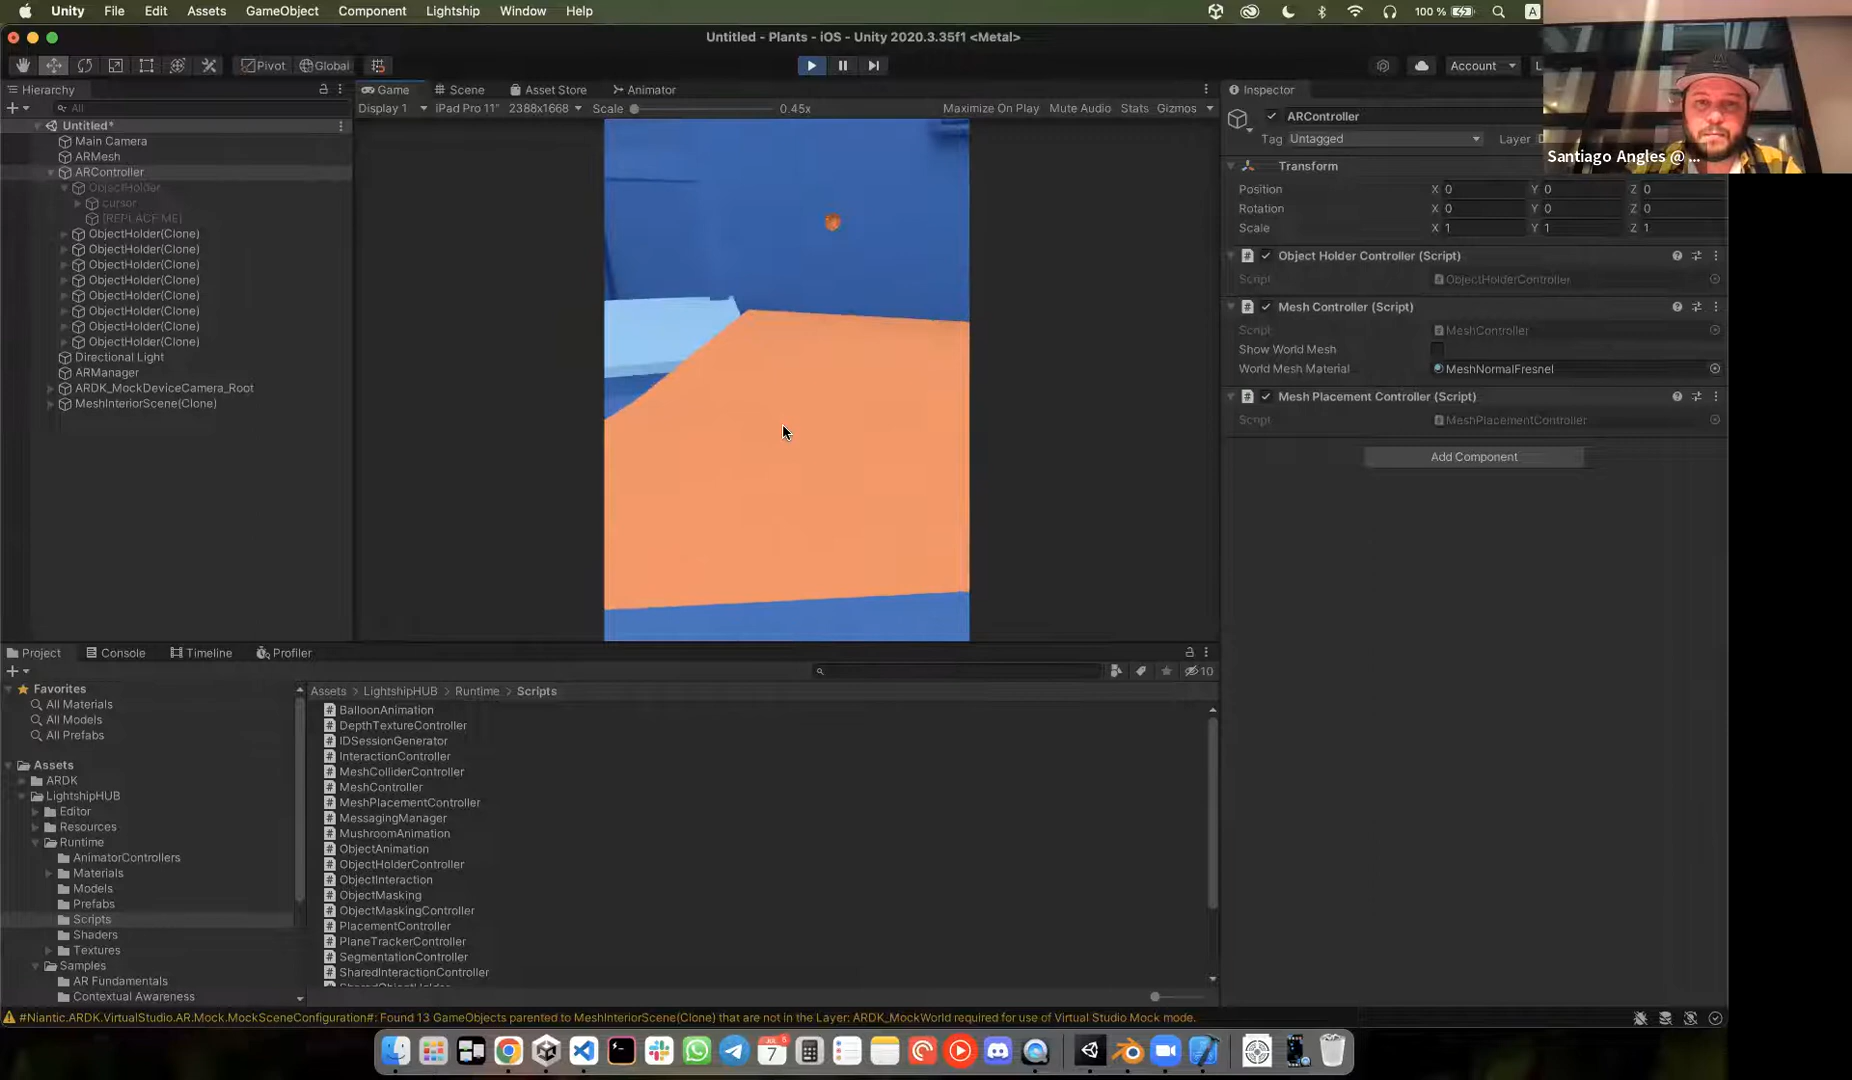 Unity File Edit Assets GameObject Component Lightship Window Help 100 % A
Untitled - Plants - iOS - Unity 2020.3.35f1 <Metal>
Pivot Global Account
Hierarchy
All
Untitled*
Main Camera
ARMesh
ARController
ObjectHolder
cursor
[REPLACE ME]
ObjectHolder(Clone)
ObjectHolder(Clone)
ObjectHolder(Clone)
ObjectHolder(Clone)
ObjectHolder(Clone)
ObjectHolder(Clone)
ObjectHolder(Clone)
ObjectHolder(Clone)
Directional Light
ARManager
ARDK_MockDeviceCamera_Root
MeshInteriorScene(Clone)
Game Scene Asset Store Animator
Display 1 iPad Pro 11" 2388x1668 Scale 0.45x Maximize On Play Mute Audio Stats Gizmos
Inspector
ARController
Tag Untagged Layer
Transform
Position X 0 Y 0 Z 0
Rotation X 0 Y 0 Z 0
Scale X 1 Y 1 Z 1
Object Holder Controller (Script)
Script ObjectHolderController
Mesh Controller (Script)
Script MeshController
Show World Mesh
World Mesh Material MeshNormalFresnel
Mesh Placement Controller (Script)
Script MeshPlacementController
Add Component
Santiago Angles @ ...
Project Console Timeline Profiler
10
Favorites
All Materials
All Models
All Prefabs
Assets
ARDK
LightshipHUB
Editor
Resources
Runtime
AnimatorControllers
Materials
Models
Prefabs
Scripts
Shaders
Textures
Samples
AR Fundamentals
Contextual Awareness
Assets > LightshipHUB > Runtime > Scripts
BalloonAnimation
DepthTextureController
IDSessionGenerator
InteractionController
MeshColliderController
MeshController
MeshPlacementController
MessagingManager
MushroomAnimation
ObjectAnimation
ObjectHolderController
ObjectInteraction
ObjectMasking
ObjectMaskingController
PlacementController
PlaneTrackerController
SegmentationController
SharedInteractionController
SharedObjectHolder
#Niantic.ARDK.VirtualStudio.AR.Mock.MockSceneConfiguration#: Found 13 GameObjects parented to MeshInteriorScene(Clone) that are not in the Layer: ARDK_MockWorld required for use of Virtual Studio Mock mode.
7